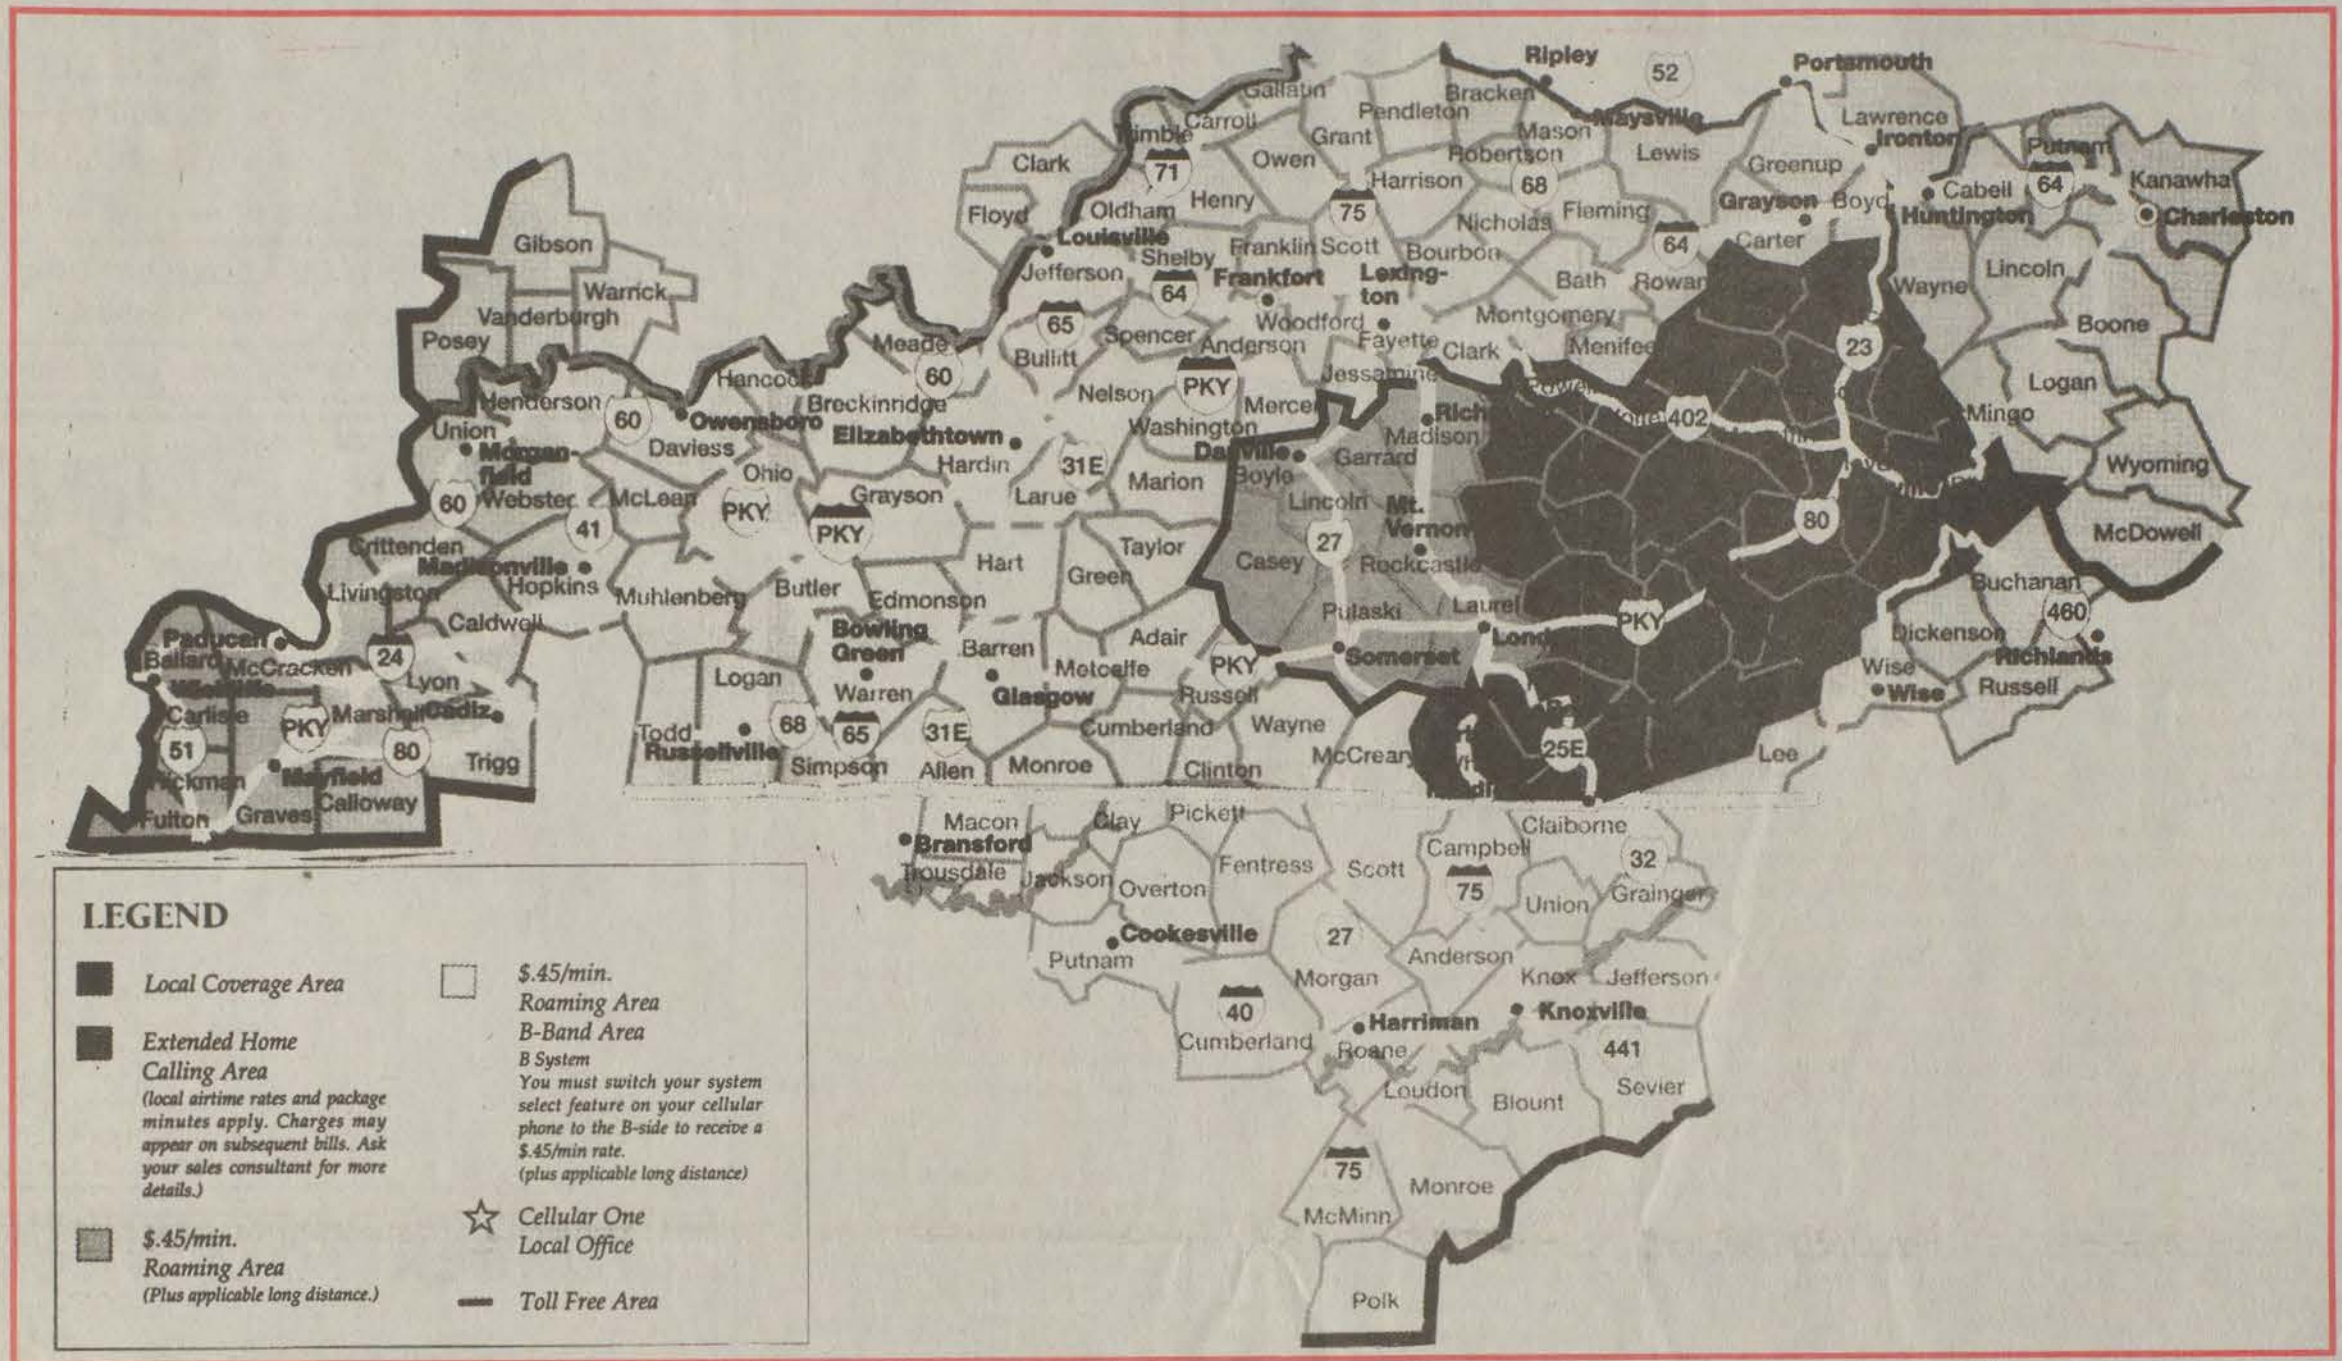 Ripley
52
Portsmouth
Gallatin
Bracken
Pendleton
Lawrence
Carroll
Trimble
Grant
Mason
Maysville
Ironton
Clark
71
Owen
Robertson
Lewis
Greenup
Putnam
Harrison
68
64
Kanawha
Floyd
Oldham
Henry
75
Nicholas
Fleming
Grayson
Boyd
Cabell
Huntington
Charleston
Gibson
Louisville
Shelby
Franklin
Scott
Bourbon
64
Carter
Jefferson
64
Frankfort
Lexing-
ton
Bath
Rowan
Wayne
Lincoln
Warrick
Vanderburgh
Posey
65
Spencer
Woodford
Anderson
Fayette
Montgomery
Boone
Meade
Bullitt
Clark
Menifee
23
Hancock
60
Nelson
PKY
Jessamine
Logan
Henderson
60
Owensboro
Breckinridge
Mercer
Rich
402
Mingo
Union
Daviess
Elizabethtown
Washington
Danville
Madison
Morgan-
field
Ohio
Hardin
31E
Boyle
Garrard
Wyoming
60
Webster
McLean
PKY
Grayson
Larue
Marion
Lincoln
Mt.
Vernon
80
41
PKY
27
McDowell
Crittenden
Madisonville
Hopkins
Hart
Taylor
Green
Casey
Rockcastle
Buchanan
Livingston
Muhlenberg
Butler
Edmonson
Pulaski
Laurel
PKY
460
Caldwell
Bowling
Green
Barren
Adair
Lond
Dickenson
Paducah
Ballard
McCracken
24
Metcalfe
PKY
Somerset
Wise
Richlands
Lyon
Logan
Warren
Glasgow
Russell
Wise
Russell
Carlisle
PKY
Marshall
Cadiz
68
65
31E
Cumberland
Wayne
51
80
Todd
Russellville
McCreary
25E
Lee
Hickman
Mayfield
Trigg
Simpson
Allen
Monroe
Clinton
Fulton
Graves
Calloway
Macon
Clay
Pickett
Claiborne
Bransford
Campbell
32
Trousdale
Jackson
Overton
Fentress
Scott
75
Union
Grainger
Cookesville
27
Putnam
Morgan
Anderson
Knox
Jefferson
40
Harriman
Knoxville
Cumberland
Roane
441
Loudon
Blount
Sevier
75
Monroe
McMinn
Polk
LEGEND
Local Coverage Area
Extended Home
Calling Area
(local airtime rates and package
minutes apply. Charges may
appear on subsequent bills. Ask
your sales consultant for more
details.)
$.45/min.
Roaming Area
(Plus applicable long distance.)
$.45/min.
Roaming Area
B-Band Area
B System
You must switch your system
select feature on your cellular
phone to the B-side to receive a
$.45/min rate.
(plus applicable long distance)
Cellular One
Local Office
Toll Free Area